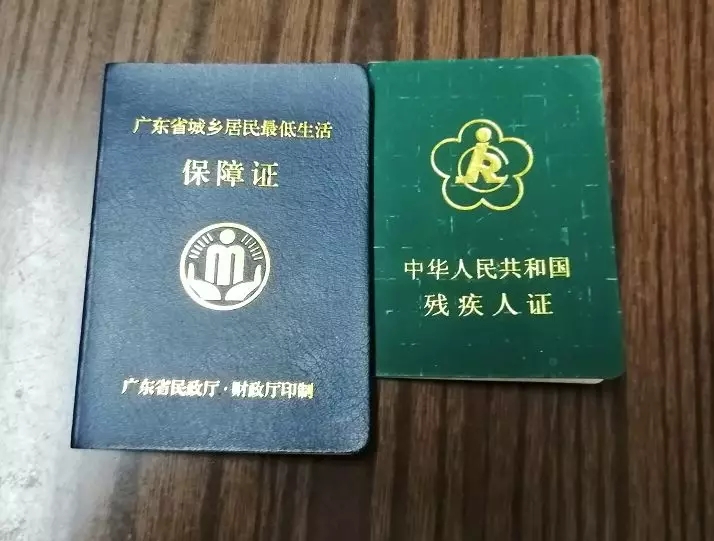 广东省城乡居民最低生活
保障证
广东省民政厅·财政厅印制
中华人民共和国
残疾人证